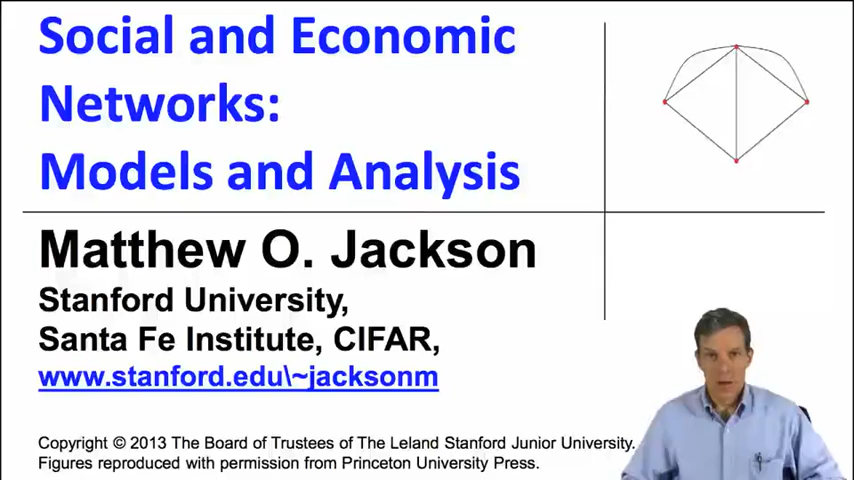 Social and Economic
Networks:
Models and Analysis
Matthew O. Jackson
Stanford University,
Santa Fe Institute, CIFAR,
www.stanford.edu\~jacksonm
Copyright © 2013 The Board of Trustees of The Leland Stanford Junior University.
Figures reproduced with permission from Princeton University Press.